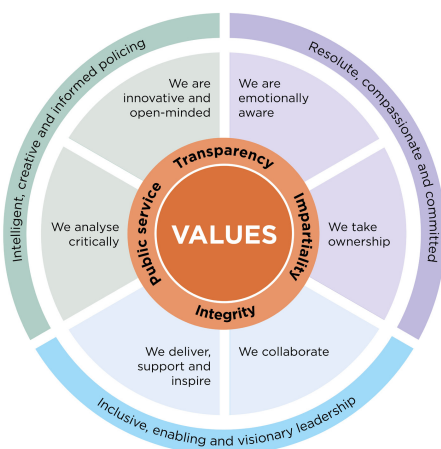 Intelligent, creative and informed policing
Resolute, compassionate and committed
We are
innovative and
open-minded
We are
emotionally
aware
Transparency
We analyse
critically
Public service
VALUES
Impartiality
We take
ownership
Integrity
We deliver,
support and
inspire
We collaborate
Inclusive, enabling and visionary leadership